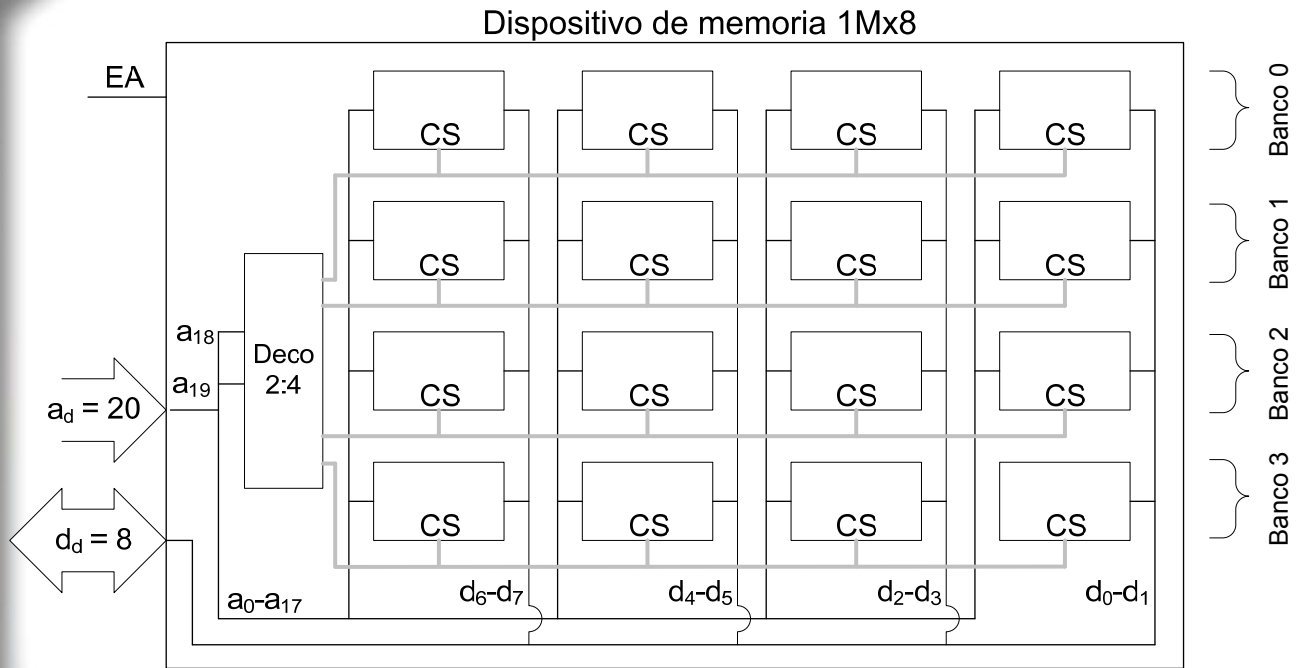 Dispositivo de memoria 1Mx8
EA
CS CS CS CS
Banco 0
CS CS CS CS
Banco 1
a18
Deco
2:4
a19
CS CS CS CS
Banco 2
ad = 20
CS CS CS CS
Banco 3
dd = 8
a0-a17
d6-d7
d4-d5
d2-d3
d0-d1